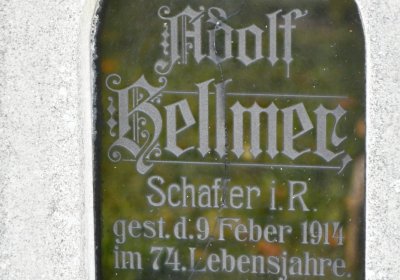 Adolf
Hellmer,
Schaffer i.R.
gest. d. 9. Feber 1914
im 74. Lebensjahre